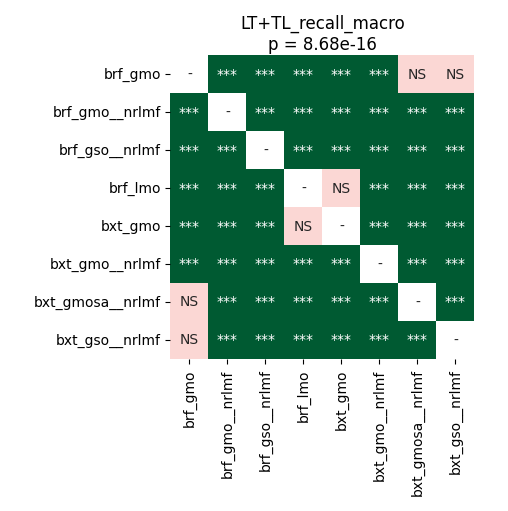 LT+TL_recall_macro
p = 8.68e-16
brf_gmo - *** *** *** *** *** NS NS
brf_gmo__nrlmf *** - *** *** *** *** *** ***
brf_gso__nrlmf *** *** - *** *** *** *** ***
brf_lmo *** *** *** - NS *** *** ***
bxt_gmo *** *** *** NS - *** *** ***
bxt_gmo__nrlmf *** *** *** *** *** - *** ***
bxt_gmosa__nrlmf NS *** *** *** *** *** - ***
bxt_gso__nrlmf NS *** *** *** *** *** *** -
brf_gmo
brf_gmo__nrlmf
brf_gso__nrlmf
brf_lmo
bxt_gmo
bxt_gmo__nrlmf
bxt_gmosa__nrlmf
bxt_gso__nrlmf